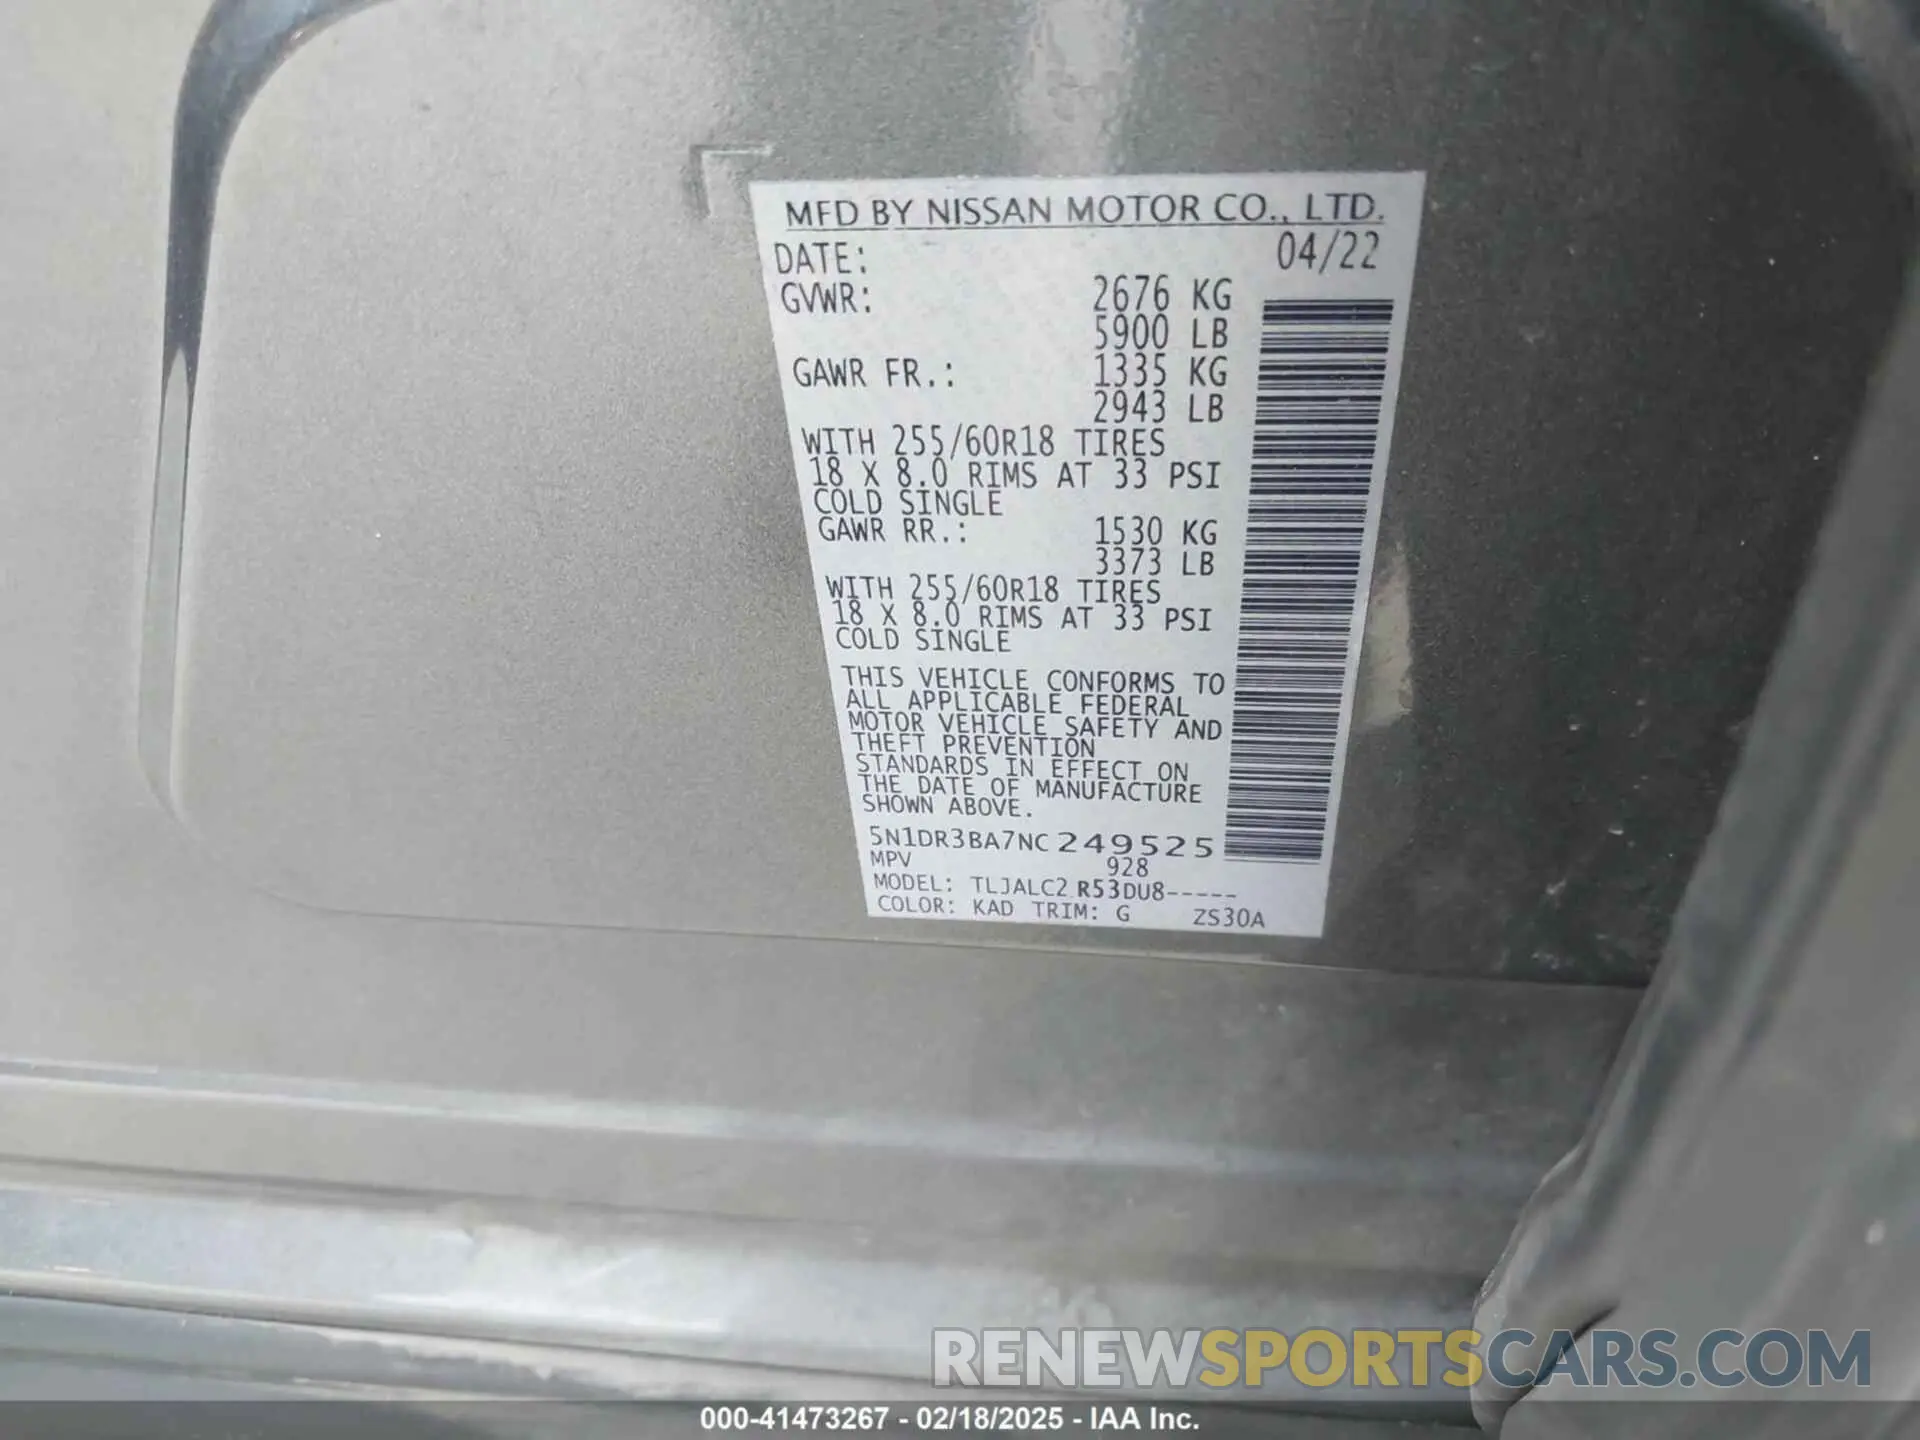 MFD BY NISSAN MOTOR CO., LTD.
DATE: 04/22
GVWR: 2676 KG
5900 LB
GAWR FR.: 1335 KG
2943 LB
WITH 255/60R18 TIRES
18 X 8.0 RIMS AT 33 PSI
COLD SINGLE
GAWR RR.: 1530 KG
3373 LB
WITH 255/60R18 TIRES
18 X 8.0 RIMS AT 33 PSI
COLD SINGLE
THIS VEHICLE CONFORMS TO
ALL APPLICABLE FEDERAL
MOTOR VEHICLE SAFETY AND
THEFT PREVENTION
STANDARDS IN EFFECT ON
THE DATE OF MANUFACTURE
SHOWN ABOVE.
5N1DR3BA7NC249525
MPV 928
MODEL: TLJALC2 R53DU8-----
COLOR: KAD TRIM: G ZS30A
RENEWSPORTSCARS.COM
000-41473267 - 02/18/2025 - IAA Inc.